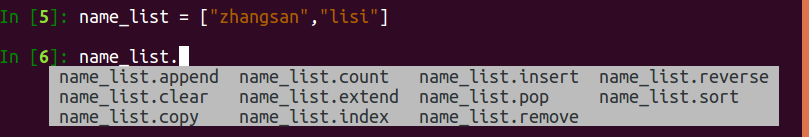 In [5]: name_list = ["zhangsan","lisi"]
In [6]: name_list.
name_list.append name_list.count name_list.insert name_list.reverse
name_list.clear name_list.extend name_list.pop name_list.sort
name_list.copy name_list.index name_list.remove